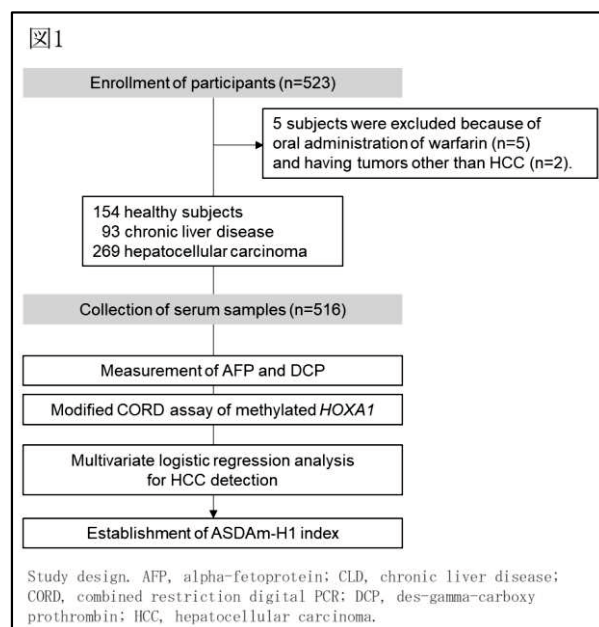 図1
Enrollment of participants (n=523)
5 subjects were excluded because of
oral administration of warfarin (n=5)
and having tumors other than HCC (n=2).
154 healthy subjects
93 chronic liver disease
269 hepatocellular carcinoma
Collection of serum samples (n=516)
Measurement of AFP and DCP
Modified CORD assay of methylated HOXA1
Multivariate logistic regression analysis
for HCC detection
Establishment of ASDAm-H1 index
Study design. AFP, alpha-fetoprotein; CLD, chronic liver disease;
CORD, combined restriction digital PCR; DCP, des-gamma-carboxy
prothrombin; HCC, hepatocellular carcinoma.